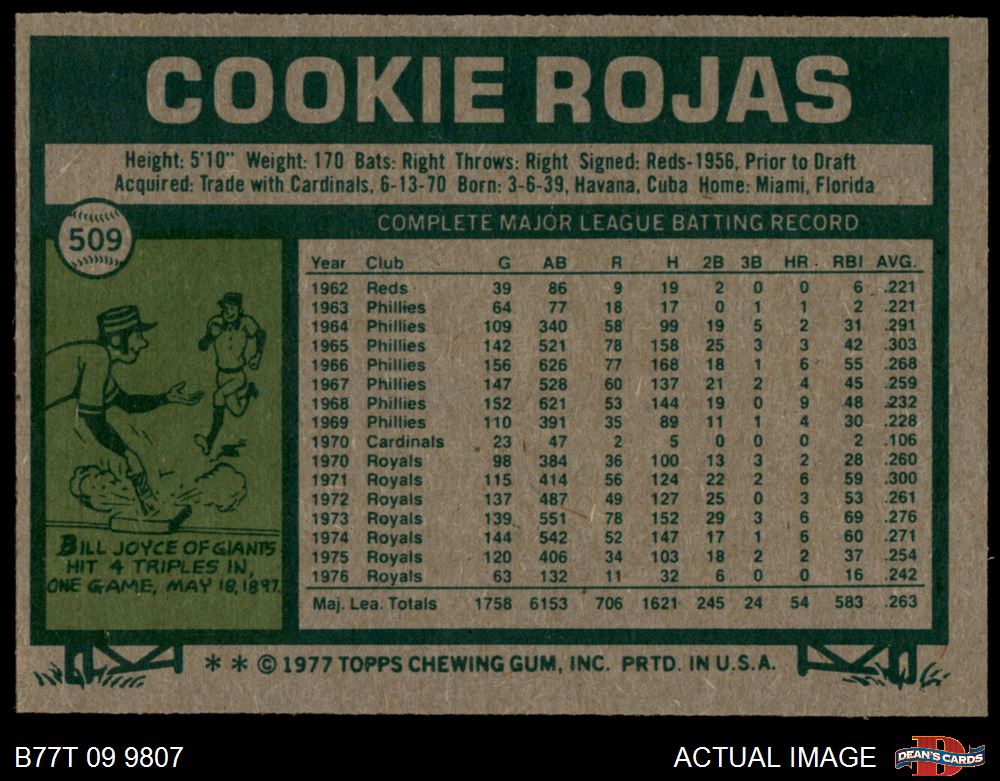 COOKIE ROJAS
Height: 5'10" Weight: 170 Bats: Right Throws: Right Signed: Reds-1956, Prior to Draft
Acquired: Trade with Cardinals, 6-13-70 Born: 3-6-39, Havana, Cuba Home: Miami, Florida
509
COMPLETE MAJOR LEAGUE BATTING RECORD
Year Club G AB R H 2B 3B HR RBI AVG.
1962 Reds 39 86 9 19 2 0 0 6 .221
1963 Phillies 64 77 18 17 0 1 1 2 .221
1964 Phillies 109 340 58 99 19 5 2 31 .291
1965 Phillies 142 521 78 158 25 3 3 42 .303
1966 Phillies 156 626 77 168 18 1 6 55 .268
1967 Phillies 147 528 60 137 21 2 4 45 .259
1968 Phillies 152 621 53 144 19 0 9 48 .232
1969 Phillies 110 391 35 89 11 1 4 30 .228
1970 Cardinals 23 47 2 5 0 0 0 2 .106
1970 Royals 98 384 36 100 13 3 2 28 .260
1971 Royals 115 414 56 124 22 2 6 59 .300
1972 Royals 137 487 49 127 25 0 3 53 .261
1973 Royals 139 551 78 152 29 3 6 69 .276
1974 Royals 144 542 52 147 17 1 6 60 .271
1975 Royals 120 406 34 103 18 2 2 37 .254
1976 Royals 63 132 11 32 6 0 0 16 .242
Maj. Lea. Totals 1758 6153 706 1621 245 24 54 583 .263
BILL JOYCE OF GIANTS
HIT 4 TRIPLES IN
ONE GAME, MAY 18, 1897.
* * © 1977 TOPPS CHEWING GUM, INC. PRTD. IN U.S.A.
B77T 09 9807
ACTUAL IMAGE
D
DEAN'S CARDS